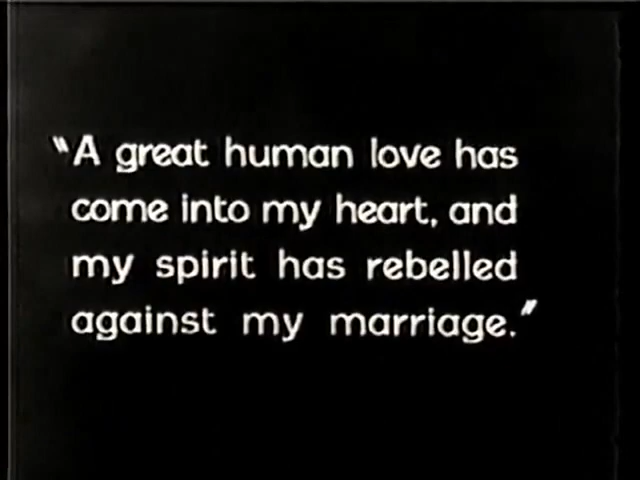 "A great human love has
come into my heart, and
my spirit has rebelled
against my marriage."